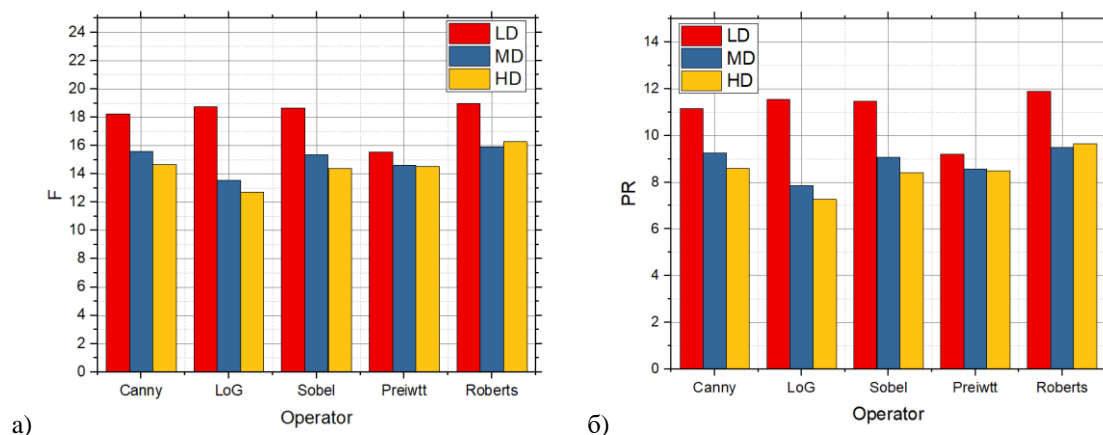 24
22
20
18
16
14
12
10
8
6
4
2
0
F
LD
MD
HD
Canny LoG Sobel Preiwtt Roberts
Operator
а)
14
12
10
8
6
4
2
0
PR
LD
MD
HD
Canny LoG Sobel Preiwtt Roberts
Operator
б)